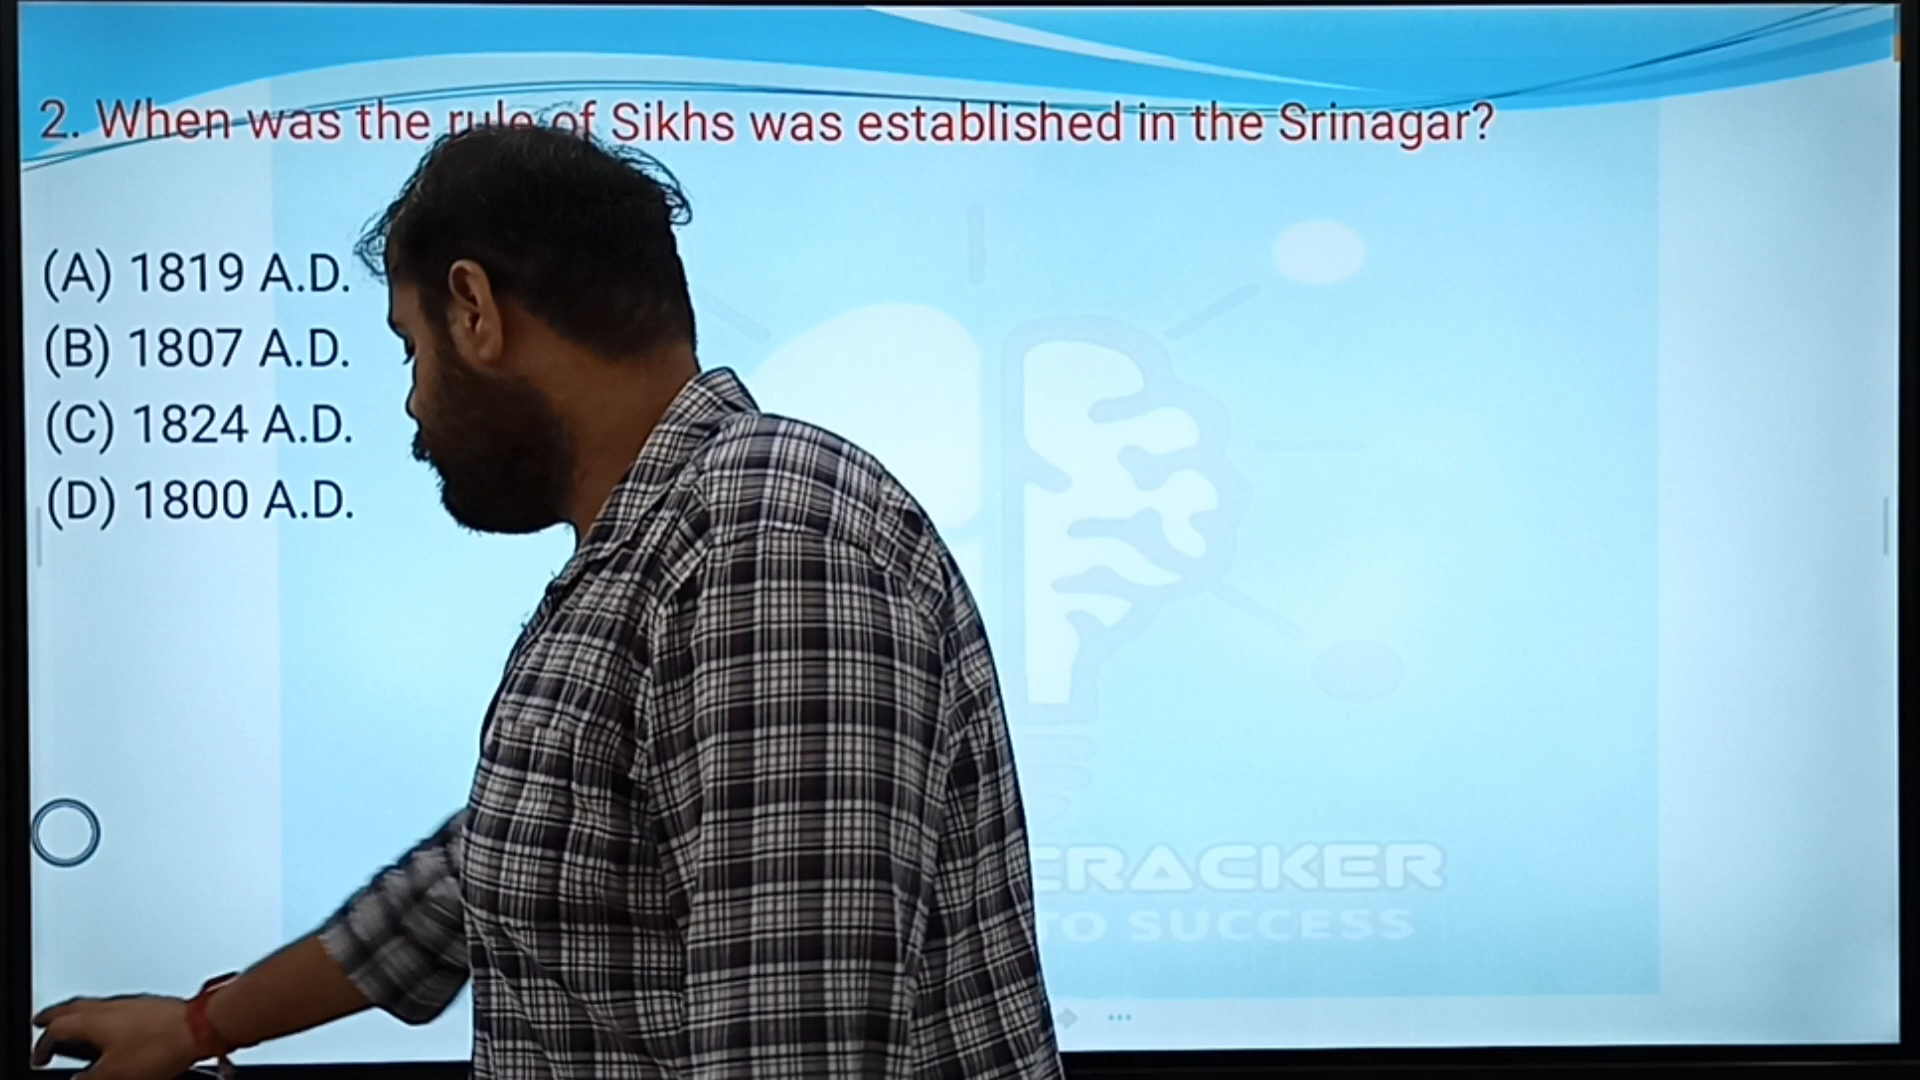 2. When was the rule of Sikhs was established in the Srinagar?
(A) 1819 A.D.
(B) 1807 A.D.
(C) 1824 A.D.
(D) 1800 A.D.
CRACKER
TO SUCCESS